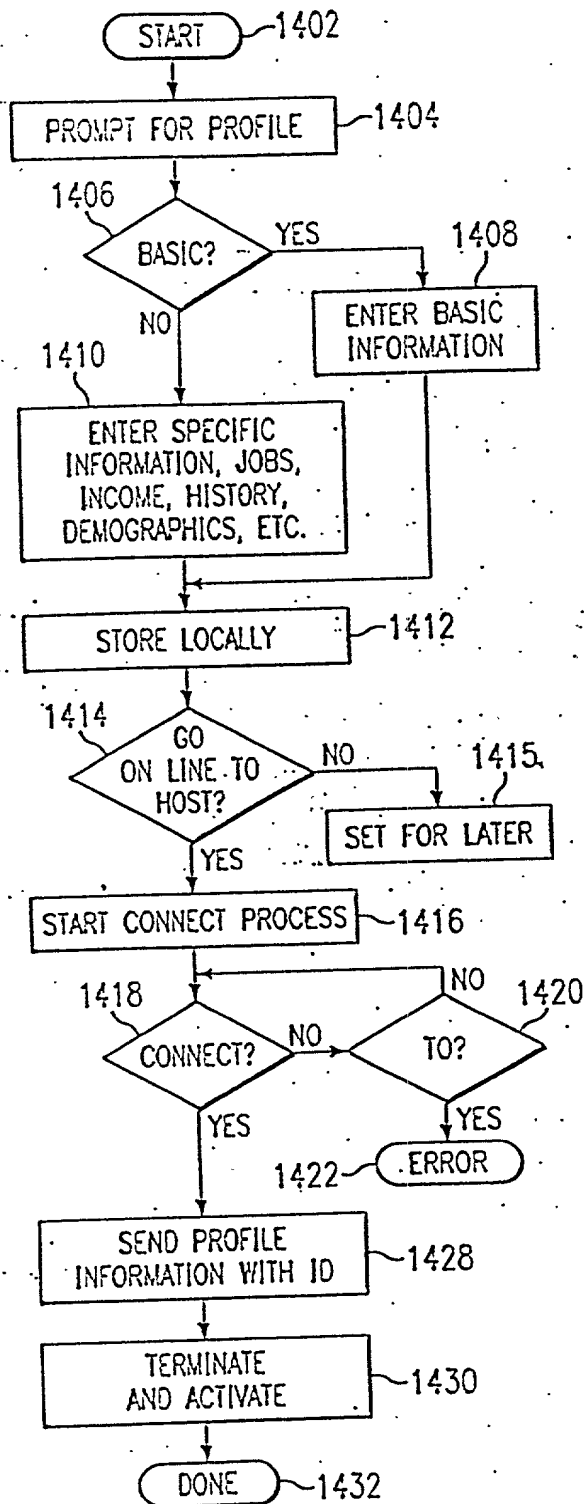 START
1402
PROMPT FOR PROFILE
1404
1406
BASIC?
YES
NO
1408
ENTER BASIC
INFORMATION
1410
ENTER SPECIFIC
INFORMATION, JOBS,
INCOME, HISTORY,
DEMOGRAPHICS, ETC.
STORE LOCALLY
1412
1414
GO
ON LINE TO
HOST?
NO
YES
1415
SET FOR LATER
START CONNECT PROCESS
1416
1418
CONNECT?
NO
YES
1420
TO?
NO
YES
1422
ERROR
SEND PROFILE
INFORMATION WITH ID
1428
TERMINATE
AND ACTIVATE
1430
DONE
1432